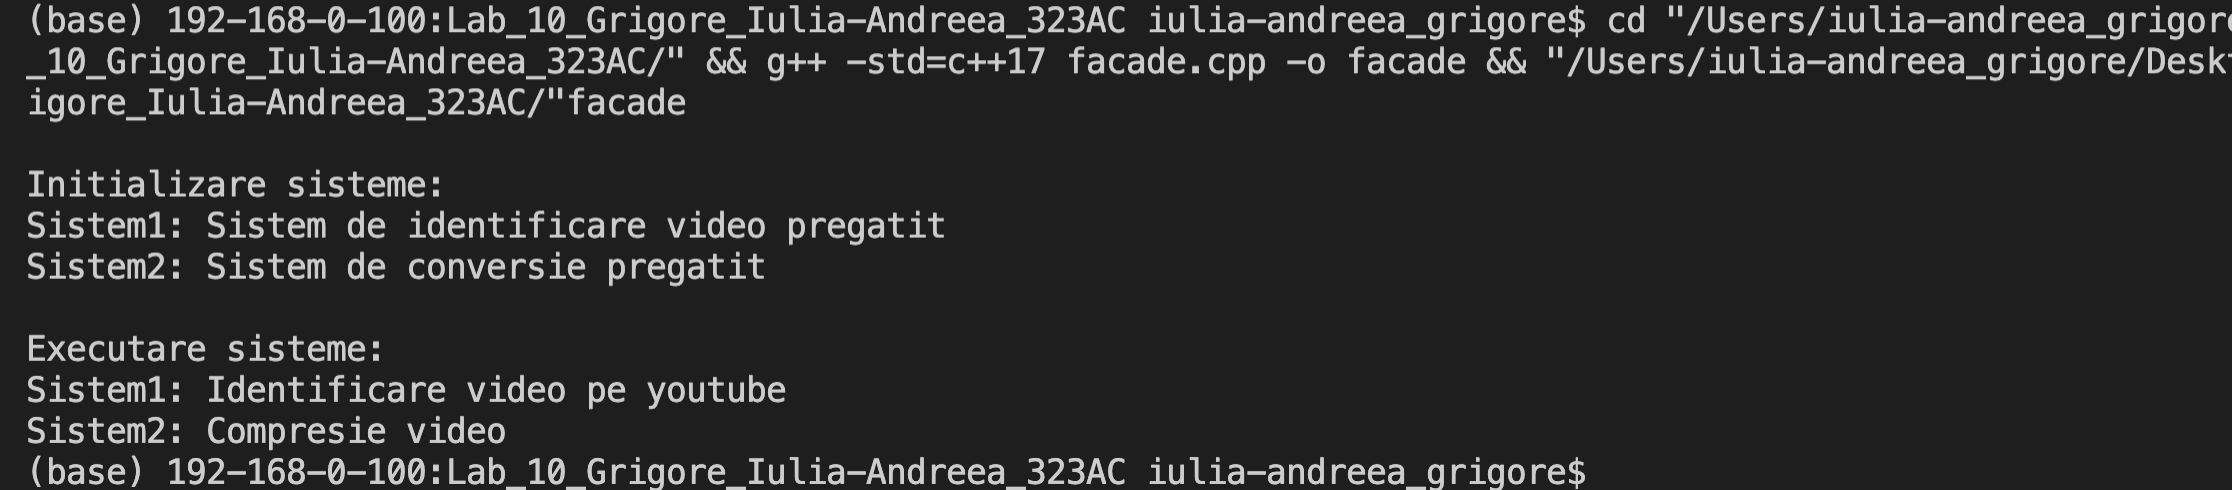 (base) 192-168-0-100:Lab_10_Grigore_Iulia-Andreea_323AC iulia-andreea_grigore$ cd "/Users/iulia-andreea_grigor
_10_Grigore_Iulia-Andreea_323AC/" && g++ -std=c++17 facade.cpp -o facade && "/Users/iulia-andreea_grigore/Desk
igore_Iulia-Andreea_323AC/"facade
Initializare sisteme:
Sistem1: Sistem de identificare video pregatit
Sistem2: Sistem de conversie pregatit
Executare sisteme:
Sistem1: Identificare video pe youtube
Sistem2: Compresie video
(base) 192-168-0-100:Lab_10_Grigore_Iulia-Andreea_323AC iulia-andreea_grigore$